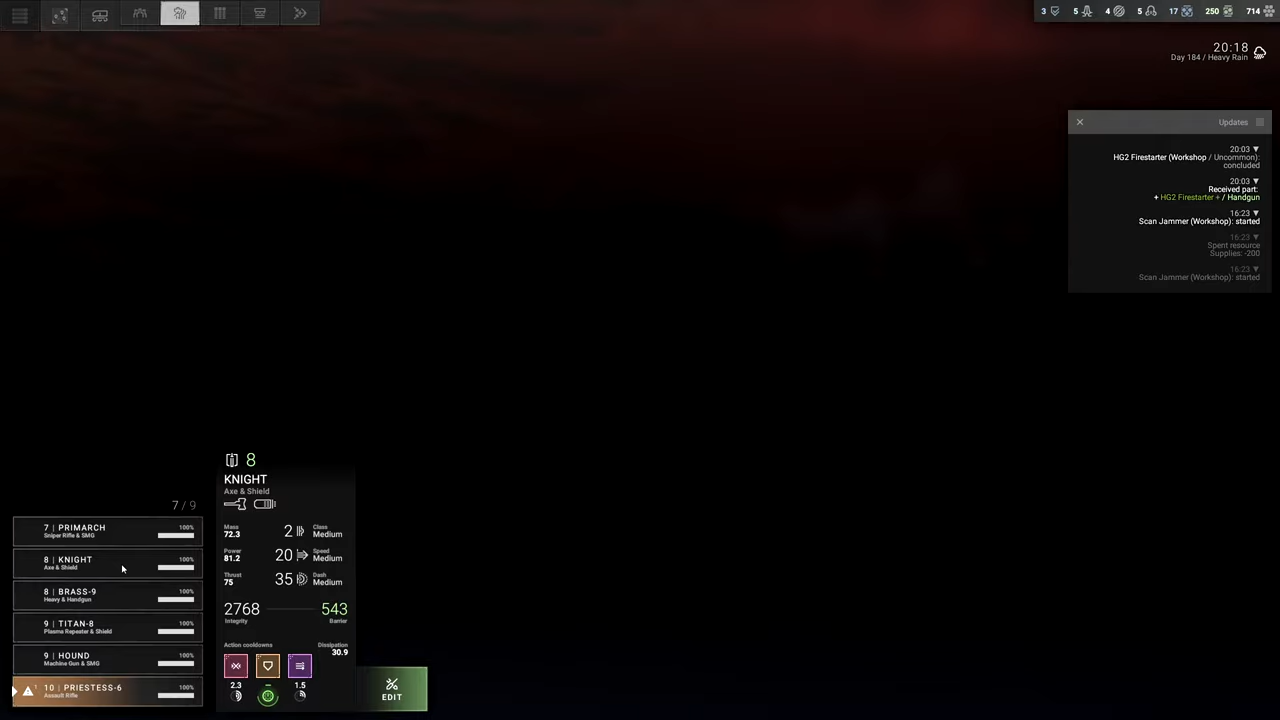 3
5
4
5
17
250
714
20:18
Day 184 / Heavy Rain
Updates
20:03
HG2 Firestarter (Workshop / Uncommon):
concluded
20:03
Received part:
+ HG2 Firestarter + / Handgun
16:23
Scan Jammer (Workshop): started
16:23
Spent resource
Supplies: -200
16:23
Scan Jammer (Workshop): started
7 / 9
7 | PRIMARCH
Sniper Rifle & SMG
100%
8 | KNIGHT
Axe & Shield
100%
8 | BRASS-9
Heavy & Handgun
100%
9 | TITAN-8
Plasma Repeater & Shield
100%
9 | HOUND
Machine Gun & SMG
100%
1
10 | PRIESTESS-6
Assault Rifle
100%
8
KNIGHT
Axe & Shield
Mass
72.3
2
Class
Medium
Power
81.2
20
Speed
Medium
Thrust
75
35
Dash
Medium
2768
Integrity
543
Barrier
Action cooldowns
Dissipation
30.9
2.3
–
1.5
EDIT